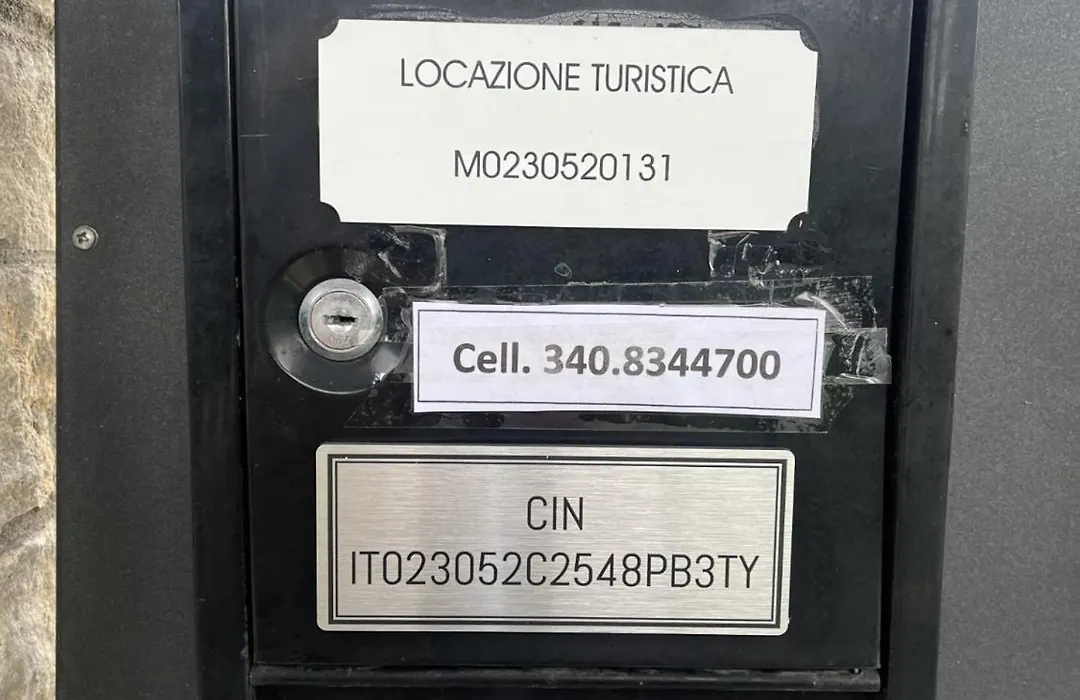 LOCAZIONE TURISTICA
M0230520131
Cell. 340.8344700
CIN
IT023052C2548PB3TY